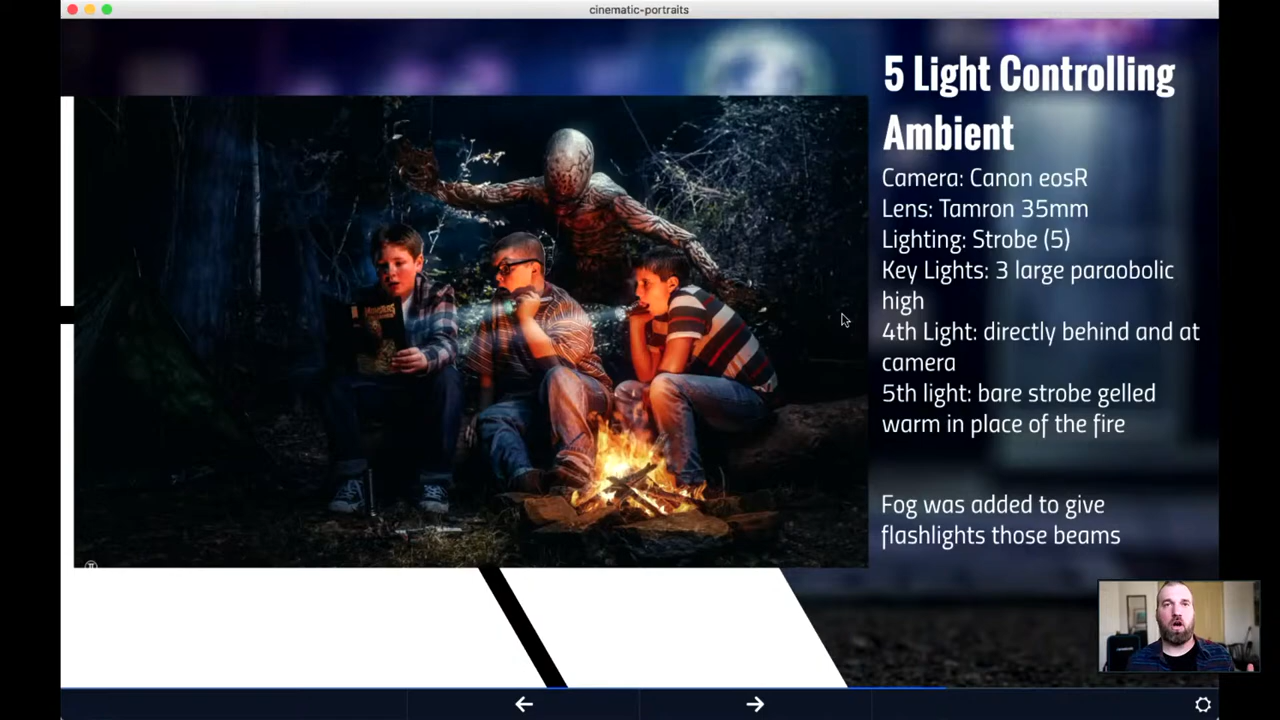 cinematic-portraits
5 Light Controlling
Ambient
Camera: Canon eosR
Lens: Tamron 35mm
Lighting: Strobe (5)
Key Lights: 3 large paraobolic
high
4th Light: directly behind and at
camera
5th light: bare strobe gelled
warm in place of the fire
Fog was added to give
flashlights those beams
MONSTERS